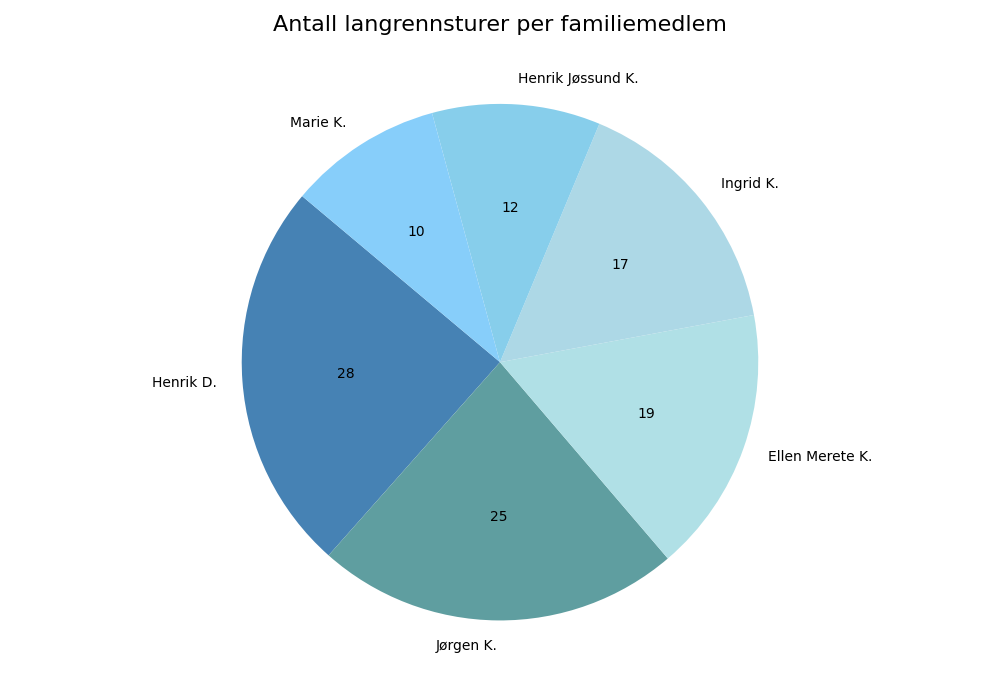 Antall langrennsturer per familiemedlem
Henrik Jøssund K.
Marie K.
Ingrid K.
12
10
17
Henrik D.
28
19
Ellen Merete K.
25
Jørgen K.